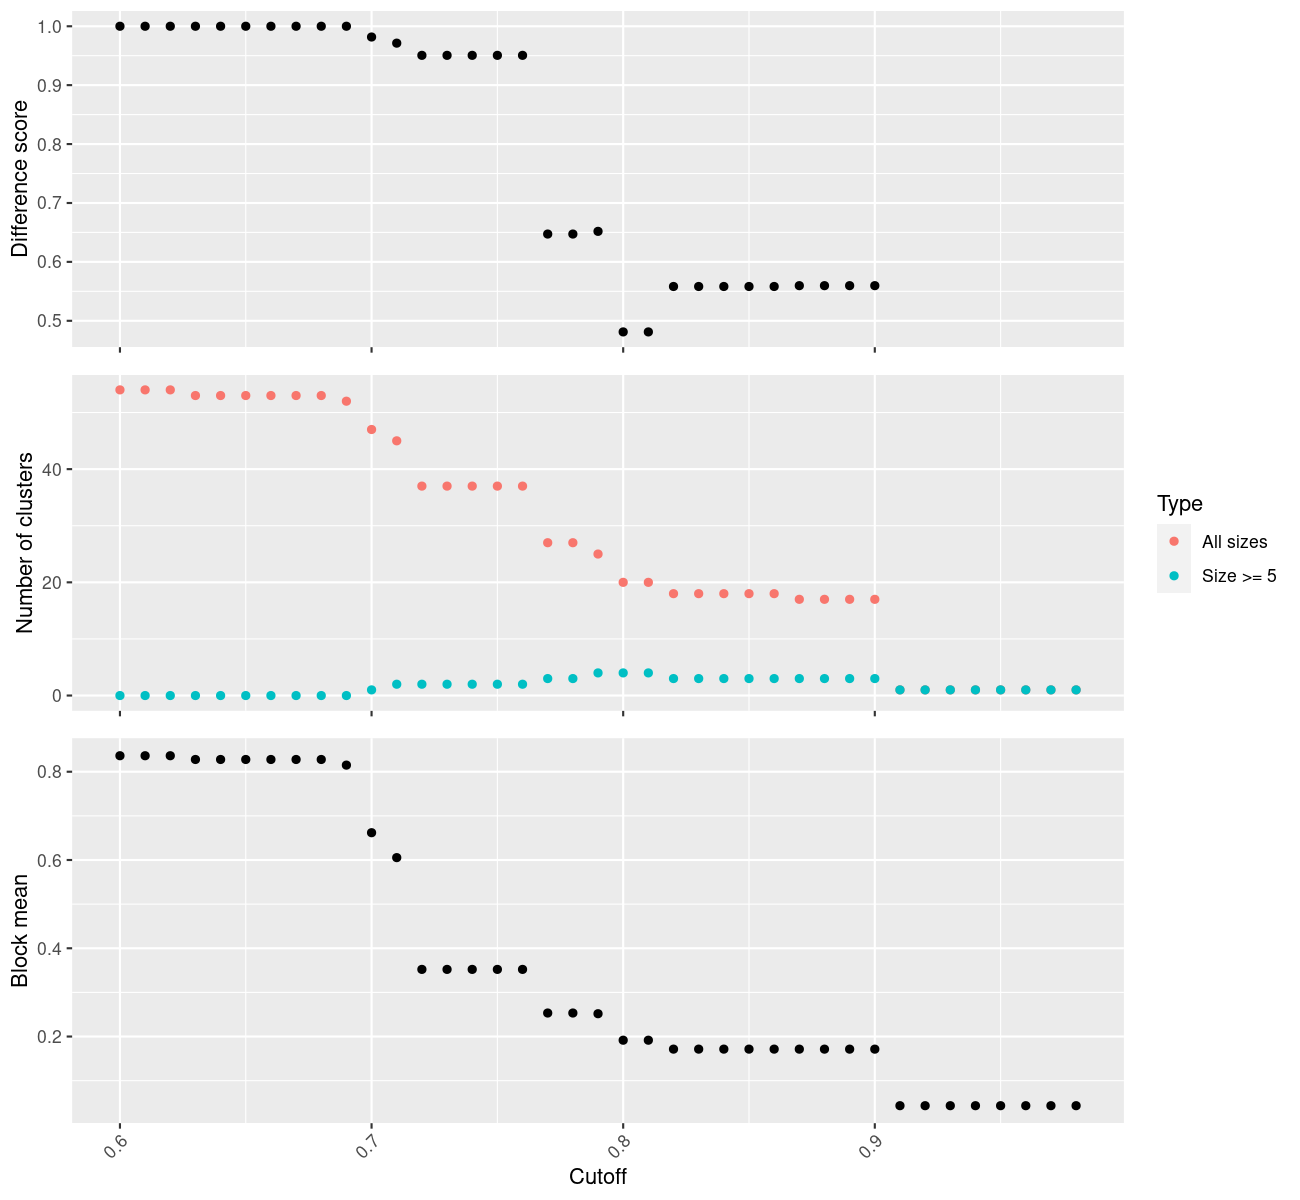 Difference score
1.0
0.9
0.8
0.7
0.6
0.5
Number of clusters
40
20
0
Type
All sizes
Size >= 5
Block mean
0.8
0.6
0.4
0.2
0.6 0.7 0.8 0.9
Cutoff